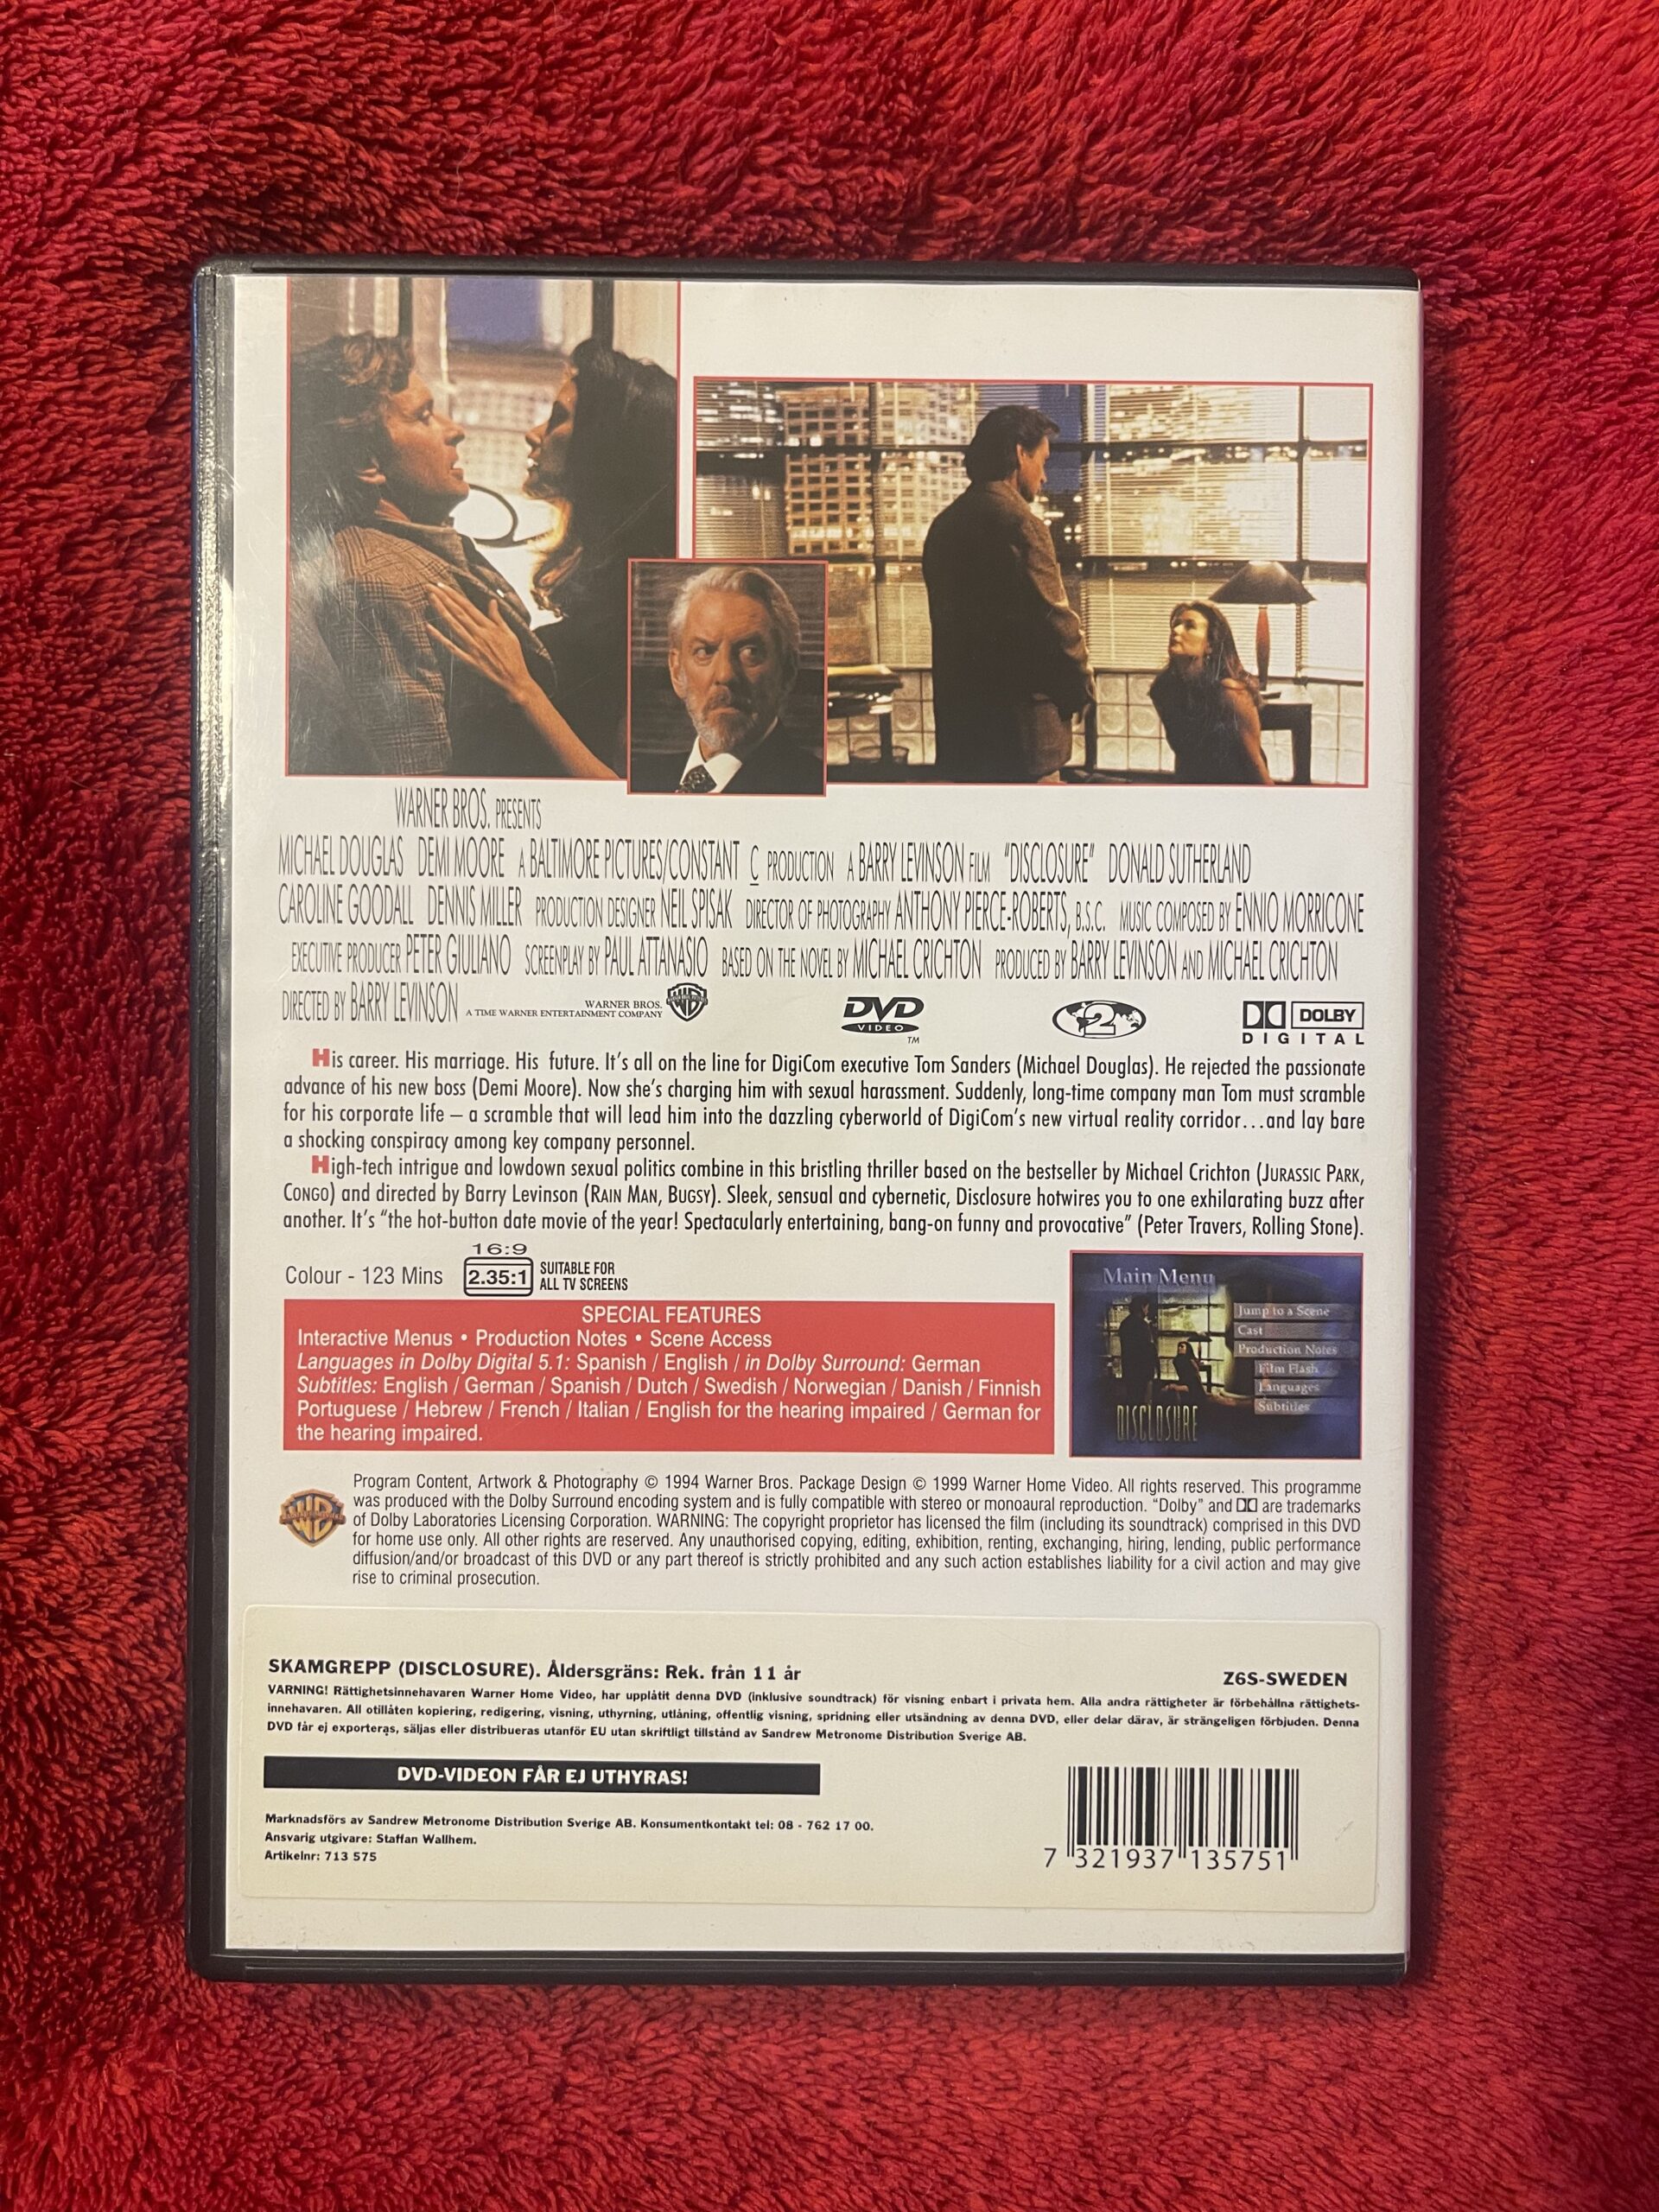 WARNER BROS. PRESENTS
MICHAEL DOUGLAS DEMI MOORE A BALTIMORE PICTURES/CONSTANT C PRODUCTION A BARRY LEVINSON FILM "DISCLOSURE" DONALD SUTHERLAND
CAROLINE GOODALL DENNIS MILLER PRODUCTION DESIGNER NEIL SPISAK DIRECTOR OF PHOTOGRAPHY ANTHONY PIERCE-ROBERTS, B.S.C. MUSIC COMPOSED BY ENNIO MORRICONE
EXECUTIVE PRODUCER PETER GIULIANO SCREENPLAY BY PAUL ATTANASIO BASED ON THE NOVEL BY MICHAEL CRICHTON PRODUCED BY BARRY LEVINSON AND MICHAEL CRICHTON
DIRECTED BY BARRY LEVINSON
WARNER BROS.
A TIME WARNER ENTERTAINMENT COMPANY
DVD
VIDEO
TM
2
DOLBY
DIGITAL
His career. His marriage. His future. It's all on the line for DigiCom executive Tom Sanders (Michael Douglas). He rejected the passionate
advance of his new boss (Demi Moore). Now she's charging him with sexual harassment. Suddenly, long-time company man Tom must scramble
for his corporate life – a scramble that will lead him into the dazzling cyberworld of DigiCom's new virtual reality corridor...and lay bare
a shocking conspiracy among key company personnel.
High-tech intrigue and lowdown sexual politics combine in this bristling thriller based on the bestseller by Michael Crichton (JURASSIC PARK,
CONGO) and directed by Barry Levinson (RAIN MAN, BUGSY). Sleek, sensual and cybernetic, Disclosure hotwires you to one exhilarating buzz after
another. It's "the hot-button date movie of the year! Spectacularly entertaining, bang-on funny and provocative" (Peter Travers, Rolling Stone).
Colour - 123 Mins
16:9
2.35:1
SUITABLE FOR
ALL TV SCREENS
SPECIAL FEATURES
Interactive Menus • Production Notes • Scene Access
Languages in Dolby Digital 5.1: Spanish / English / in Dolby Surround: German
Subtitles: English / German / Spanish / Dutch / Swedish / Norwegian / Danish / Finnish
Portuguese / Hebrew / French / Italian / English for the hearing impaired / German for
the hearing impaired.
Main Menu
Jump to a Scene
Cast
Production Notes
Film Flash
Languages
Subtitles
DISCLOSURE
Program Content, Artwork & Photography © 1994 Warner Bros. Package Design © 1999 Warner Home Video. All rights reserved. This programme
was produced with the Dolby Surround encoding system and is fully compatible with stereo or monoaural reproduction. "Dolby" and are trademarks
of Dolby Laboratories Licensing Corporation. WARNING: The copyright proprietor has licensed the film (including its soundtrack) comprised in this DVD
for home use only. All other rights are reserved. Any unauthorised copying, editing, exhibition, renting, exchanging, hiring, lending, public performance
diffusion/and/or broadcast of this DVD or any part thereof is strictly prohibited and any such action establishes liability for a civil action and may give
rise to criminal prosecution.
SKAMGREPP (DISCLOSURE). Åldersgräns: Rek. från 11 år
Z6S-SWEDEN
VARNING! Rättighetsinnehavaren Warner Home Video, har upplåtit denna DVD (inklusive soundtrack) för visning enbart i privata hem. Alla andra rättigheter är förbehållna rättighets-
innehavaren. All otillåten kopiering, redigering, visning, uthyrning, utlåning, offentlig visning, spridning eller utsändning av denna DVD, eller delar därav, är strängeligen förbjuden. Denna
DVD får ej exporteras, säljas eller distribueras utanför EU utan skriftligt tillstånd av Sandrew Metronome Distribution Sverige AB.
DVD-VIDEON FÅR EJ UTHYRAS!
Marknadsförs av Sandrew Metronome Distribution Sverige AB. Konsumentkontakt tel: 08 - 762 17 00.
Ansvarig utgivare: Staffan Wallhem.
Artikelnr: 713 575
7 321937 135751